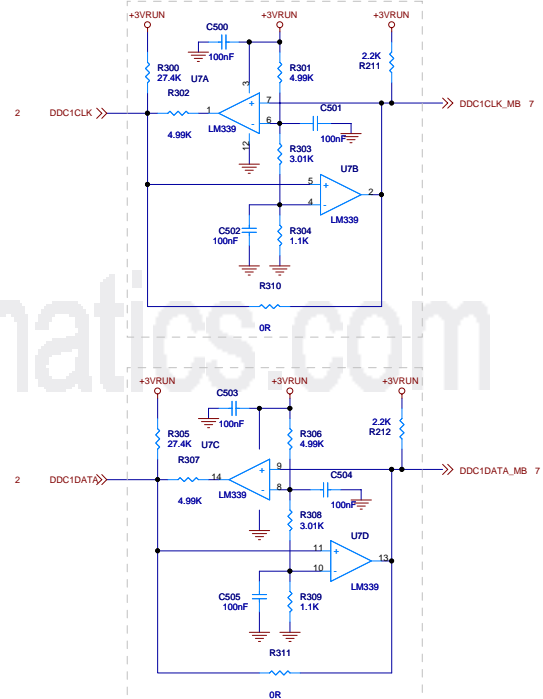 +3VRUN +3VRUN +3VRUN
C500
100nF
R300
27.4K
U7A
R301
4.99K
2.2K
R211
R302
3
7
2 DDC1CLK
1
+
-
6
LM339
4.99K
12
C501
100nF
DDC1CLK_MB 7
R303
3.01K
U7B
5
+
2
4
-
LM339
C502
100nF
R304
1.1K
R310
0R
matics.com
+3VRUN +3VRUN +3VRUN
C503
100nF
R305
27.4K
U7C
R306
4.99K
2.2K
R212
R307
9
2 DDC1DATA
14
+
-
8
LM339
4.99K
C504
100nF
DDC1DATA_MB 7
R308
3.01K
U7D
11
+
13
10
-
LM339
C505
100nF
R309
1.1K
R311
0R